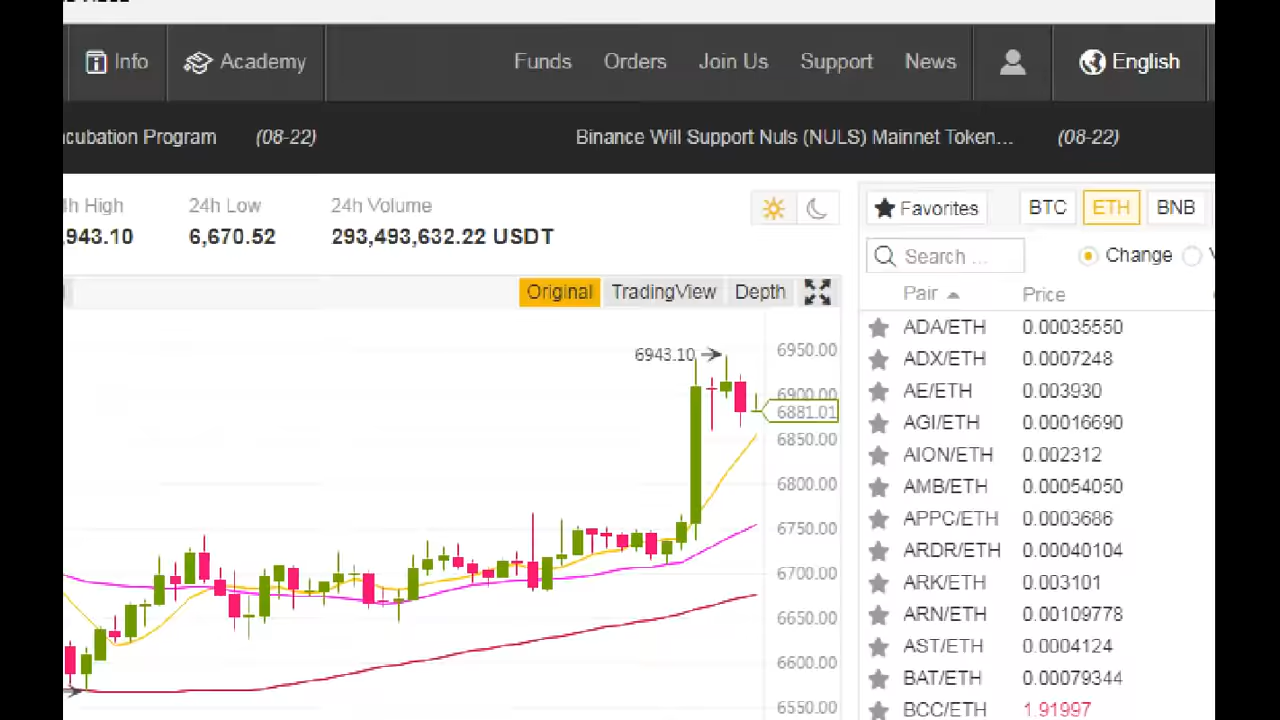 Info
Academy
Funds
Orders
Join Us
Support
News
English
cubation Program
(08-22)
Binance Will Support Nuls (NULS) Mainnet Token...
(08-22)
h High
24h Low
24h Volume
943.10
6,670.52
293,493,632.22 USDT
Favorites
BTC
ETH
BNB
Search ...
Change
Original
TradingView
Depth
Pair
Price
6943.10
6950.00
6900.00
6881.01
6850.00
6800.00
6750.00
6700.00
6650.00
6600.00
6550.00
ADA/ETH 0.00035550
ADX/ETH 0.0007248
AE/ETH 0.003930
AGI/ETH 0.00016690
AION/ETH 0.002312
AMB/ETH 0.00054050
APPC/ETH 0.0003686
ARDR/ETH 0.00040104
ARK/ETH 0.003101
ARN/ETH 0.00109778
AST/ETH 0.0004124
BAT/ETH 0.00079344
BCC/ETH 1.91997